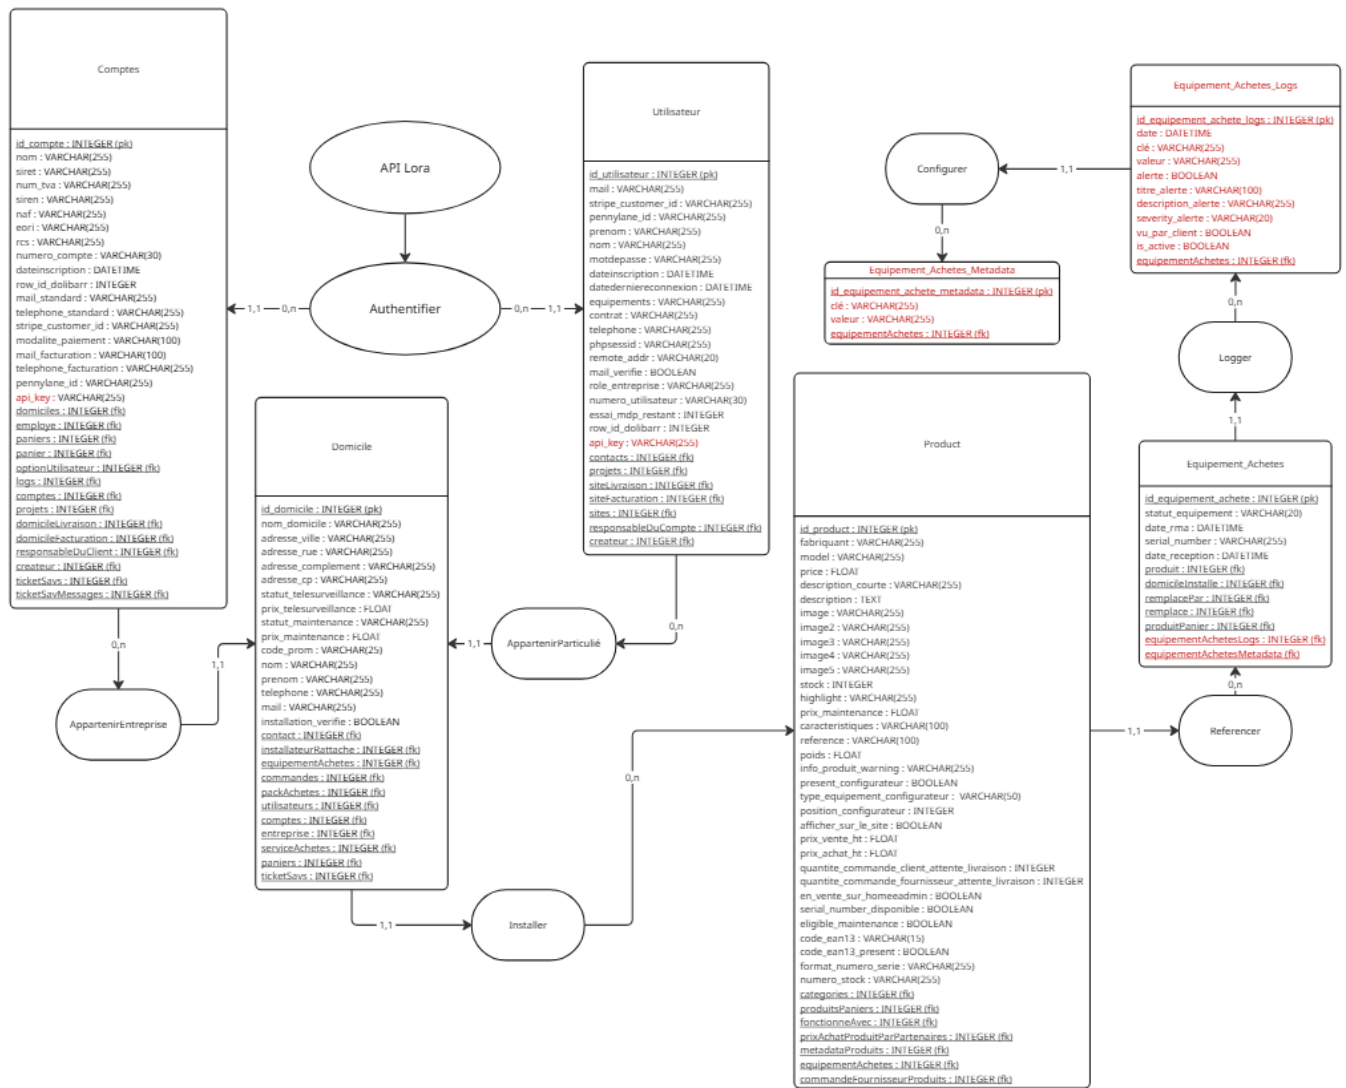 Comptes
id_compte : INTEGER (pk)
nom : VARCHAR(255)
siret : VARCHAR(255)
num_tva : VARCHAR(255)
siren : VARCHAR(255)
naf : VARCHAR(255)
eori : VARCHAR(255)
rcs : VARCHAR(255)
numero_compte : VARCHAR(30)
dateinscription : DATETIME
row_id_dolibarr : INTEGER
mail_standard : VARCHAR(255)
telephone_standard : VARCHAR(255)
stripe_customer_id : VARCHAR(255)
modalite_paiement : VARCHAR(100)
mail_facturation : VARCHAR(100)
telephone_facturation : VARCHAR(255)
pennylane_id : VARCHAR(255)
api_key : VARCHAR(255)
domiciles : INTEGER (fk)
employe : INTEGER (fk)
paniers : INTEGER (fk)
panier : INTEGER (fk)
optionUtilisateur : INTEGER (fk)
logs : INTEGER (fk)
comptes : INTEGER (fk)
projets : INTEGER (fk)
domicileLivraison : INTEGER (fk)
domicileFacturation : INTEGER (fk)
responsableDuClient : INTEGER (fk)
createur : INTEGER (fk)
ticketSavs : INTEGER (fk)
ticketSavMessages : INTEGER (fk)
0,n
AppartenirEntreprise
1,1
API Lora
Authentifier
1,1
0,n
0,n
1,1
Domicile
id_domicile : INTEGER (pk)
nom_domicile : VARCHAR(255)
adresse_ville : VARCHAR(255)
adresse_rue : VARCHAR(255)
adresse_complement : VARCHAR(255)
adresse_cp : VARCHAR(255)
statut_telesurveillance : VARCHAR(255)
prix_telesurveillance : FLOAT
statut_maintenance : VARCHAR(255)
prix_maintenance : FLOAT
code_prom : VARCHAR(25)
nom : VARCHAR(255)
prenom : VARCHAR(255)
telephone : VARCHAR(255)
mail : VARCHAR(255)
installation_verifie : BOOLEAN
contact : INTEGER (fk)
installateurRattache : INTEGER (fk)
equipementAchetes : INTEGER (fk)
commandes : INTEGER (fk)
packAchetes : INTEGER (fk)
utilisateurs : INTEGER (fk)
comptes : INTEGER (fk)
entreprise : INTEGER (fk)
serviceAchetes : INTEGER (fk)
paniers : INTEGER (fk)
ticketSavs : INTEGER (fk)
1,1
Installer
0,n
Utilisateur
id_utilisateur : INTEGER (pk)
mail : VARCHAR(255)
stripe_customer_id : VARCHAR(255)
pennylane_id : VARCHAR(255)
prenom : VARCHAR(255)
nom : VARCHAR(255)
motdepasse : VARCHAR(255)
dateinscription : DATETIME
datedernierereconnexion : DATETIME
equipements : VARCHAR(255)
contrat : VARCHAR(255)
telephone : VARCHAR(255)
phpsessid : VARCHAR(255)
remote_addr : VARCHAR(20)
mail_verifie : BOOLEAN
role_entreprise : VARCHAR(255)
numero_utilisateur : VARCHAR(30)
essai_mdp_restant : INTEGER
row_id_dolibarr : INTEGER
api_key : VARCHAR(255)
contacts : INTEGER (fk)
projets : INTEGER (fk)
siteLivraison : INTEGER (fk)
siteFacturation : INTEGER (fk)
sites : INTEGER (fk)
responsableDuCompte : INTEGER (fk)
createur : INTEGER (fk)
0,n
AppartenirParticulié
1,1
Product
id_product : INTEGER (pk)
fabriquant : VARCHAR(255)
model : VARCHAR(255)
price : FLOAT
description_courte : VARCHAR(255)
description : TEXT
image : VARCHAR(255)
image2 : VARCHAR(255)
image3 : VARCHAR(255)
image4 : VARCHAR(255)
image5 : VARCHAR(255)
stock : INTEGER
highlight : VARCHAR(255)
prix_maintenance : FLOAT
caracteristiques : VARCHAR(100)
reference : VARCHAR(100)
poids : FLOAT
info_produit_warning : VARCHAR(255)
present_configurateur : BOOLEAN
type_equipement_configurateur : VARCHAR(50)
position_configurateur : INTEGER
afficher_sur_le_site : BOOLEAN
prix_vente_ht : FLOAT
prix_achat_ht : FLOAT
quantite_commande_client_attente_livraison : INTEGER
quantite_commande_fournisseur_attente_livraison : INTEGER
en_vente_sur_homeeadmin : BOOLEAN
serial_number_disponible : BOOLEAN
eligible_maintenance : BOOLEAN
code_ean13 : VARCHAR(15)
code_ean13_present : BOOLEAN
format_numero_serie : VARCHAR(255)
numero_stock : VARCHAR(255)
categories : INTEGER (fk)
produitsPaniers : INTEGER (fk)
fonctionneAvec : INTEGER (fk)
prixAchatProduitParPartenaires : INTEGER (fk)
metadataProduits : INTEGER (fk)
equipementAchetes : INTEGER (fk)
commandeFournisseurProduits : INTEGER (fk)
1,1
Referencer
0,n
Equipement_Achetes
id_equipement_achete : INTEGER (pk)
statut_equipement : VARCHAR(20)
date_rma : DATETIME
serial_number : VARCHAR(255)
date_reception : DATETIME
produit : INTEGER (fk)
domicileInstalle : INTEGER (fk)
remplacePar : INTEGER (fk)
remplace : INTEGER (fk)
produitPanier : INTEGER (fk)
equipementAchetesLogs : INTEGER (fk)
equipementAchetesMetadata (fk)
1,1
Logger
0,n
Equipement_Achetes_Logs
id_equipement_achete_logs : INTEGER (pk)
date : DATETIME
clé : VARCHAR(255)
valeur : VARCHAR(255)
alerte : BOOLEAN
titre_alerte : VARCHAR(100)
description_alerte : VARCHAR(255)
severity_alerte : VARCHAR(20)
vu_par_client : BOOLEAN
is_active : BOOLEAN
equipementAchetes : INTEGER (fk)
1,1
Configurer
0,n
Equipement_Achetes_Metadata
id_equipement_achete_metadata : INTEGER (pk)
clé : VARCHAR(255)
valeur : VARCHAR(255)
equipementAchetes : INTEGER (fk)